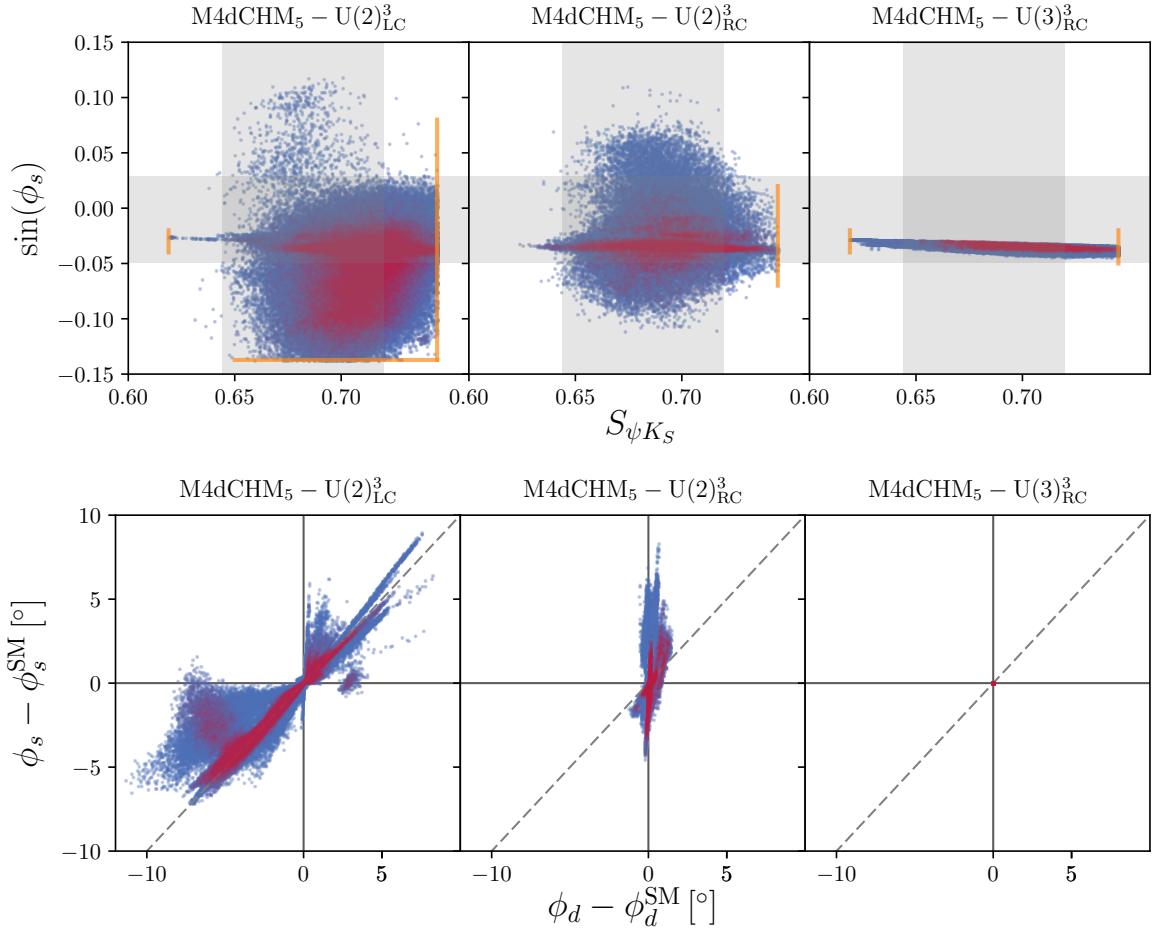 M4dCHM₅ − U(2)³_LC M4dCHM₅ − U(2)³_RC M4dCHM₅ − U(3)³_RC
0.15
0.10
0.05
0.00
−0.05
−0.10
−0.15
sin(ϕ_s)
0.60 0.65 0.70 0.60 0.65 0.70 0.60 0.65 0.70
S_ψK_S
M4dCHM₅ − U(2)³_LC M4dCHM₅ − U(2)³_RC M4dCHM₅ − U(3)³_RC
10
5
0
−5
−10
ϕ_s − ϕ_s^SM [°]
−10 0 5 −10 0 5 −10 0 5
ϕ_d − ϕ_d^SM [°]